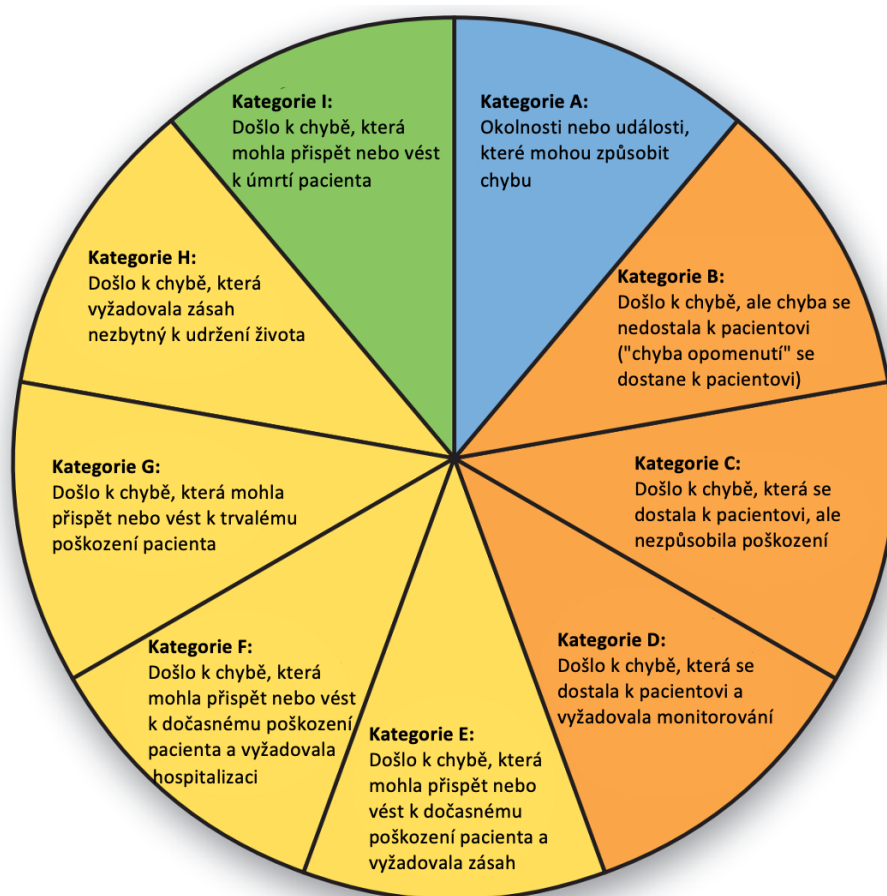 Kategorie A:
Okolnosti nebo události,
které mohou způsobit
chybu
Kategorie B:
Došlo k chybě, ale chyba se
nedostala k pacientovi
("chyba opomenutí" se
dostane k pacientovi)
Kategorie C:
Došlo k chybě, která se
dostala k pacientovi, ale
nezpůsobila poškození
Kategorie D:
Došlo k chybě, která se
dostala k pacientovi a
vyžadovala monitorování
Kategorie E:
Došlo k chybě, která
mohla přispět nebo
vést k dočasnému
poškození pacienta a
vyžadovala zásah
Kategorie F:
Došlo k chybě, která
mohla přispět nebo vést
k dočasnému poškození
pacienta a vyžadovala
hospitalizaci
Kategorie G:
Došlo k chybě, která mohla
přispět nebo vést k trvalému
poškození pacienta
Kategorie H:
Došlo k chybě, která
vyžadovala zásah
nezbytný k udržení života
Kategorie I:
Došlo k chybě, která
mohla přispět nebo vést
k úmrtí pacienta